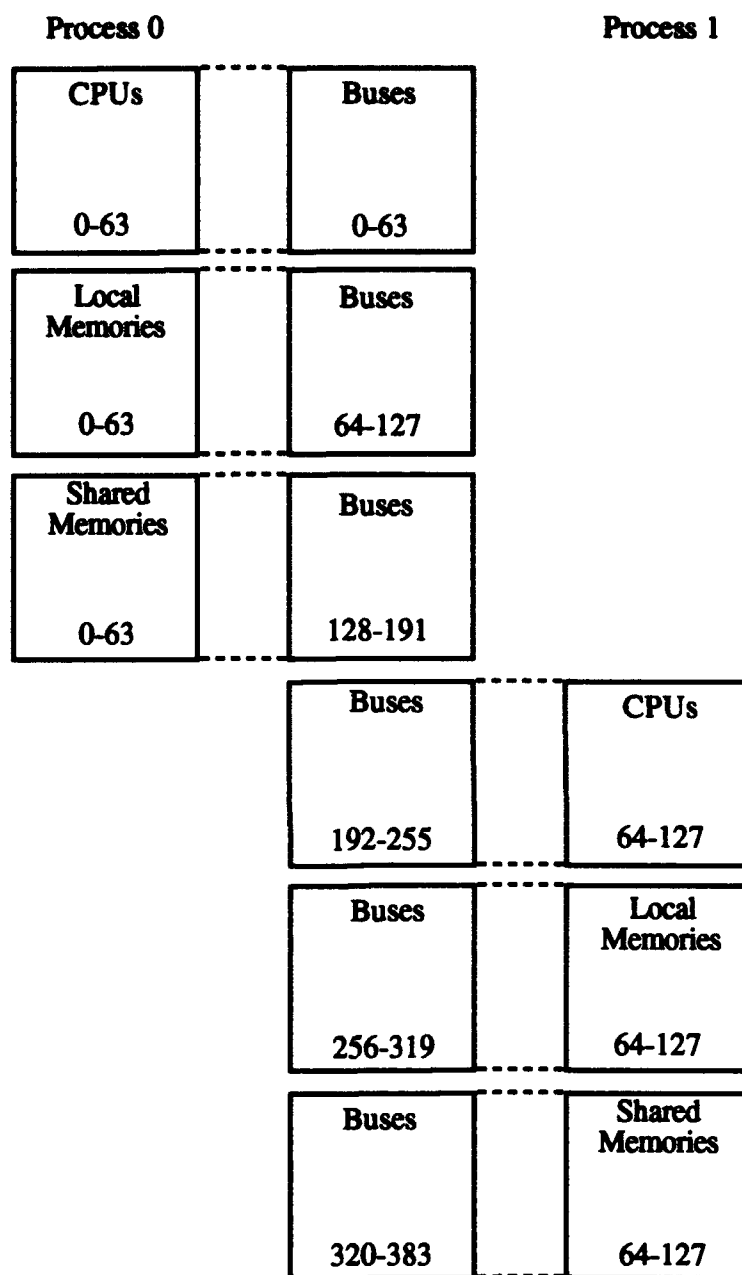 Process 0
Process 1
CPUs
0-63
Buses
0-63
Local
Memories
0-63
Buses
64-127
Shared
Memories
0-63
Buses
128-191
Buses
192-255
CPUs
64-127
Buses
256-319
Local
Memories
64-127
Buses
320-383
Shared
Memories
64-127